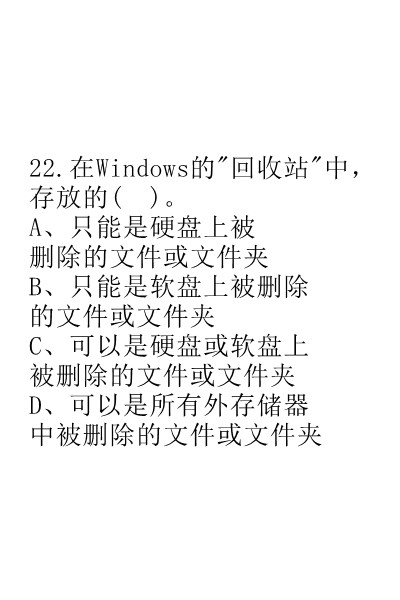 22.在Windows的"回收站"中，
存放的(  )。
A、只能是硬盘上被
删除的文件或文件夹
B、只能是软盘上被删除
的文件或文件夹
C、可以是硬盘或软盘上
被删除的文件或文件夹
D、可以是所有外存储器
中被删除的文件或文件夹